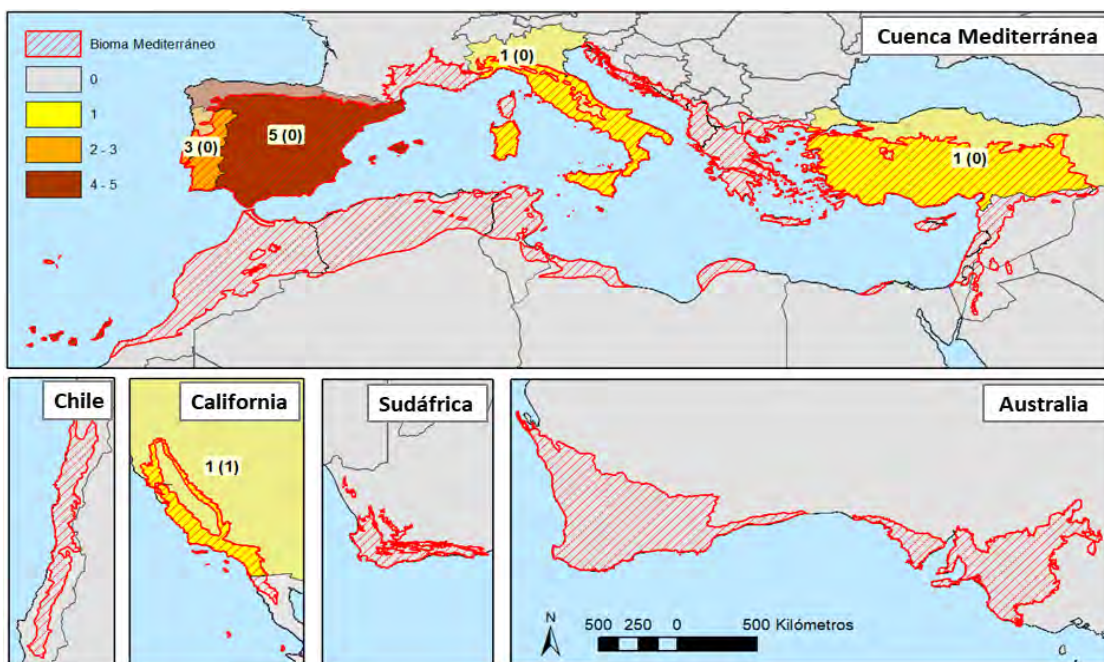 Bioma Mediterráneo
0
1
2 - 3
4 - 5
Cuenca Mediterránea
1 (0)
5 (0)
3 (0)
1 (0)
Chile
California
1 (1)
Sudáfrica
Australia
N
500 250 0 500 Kilómetros